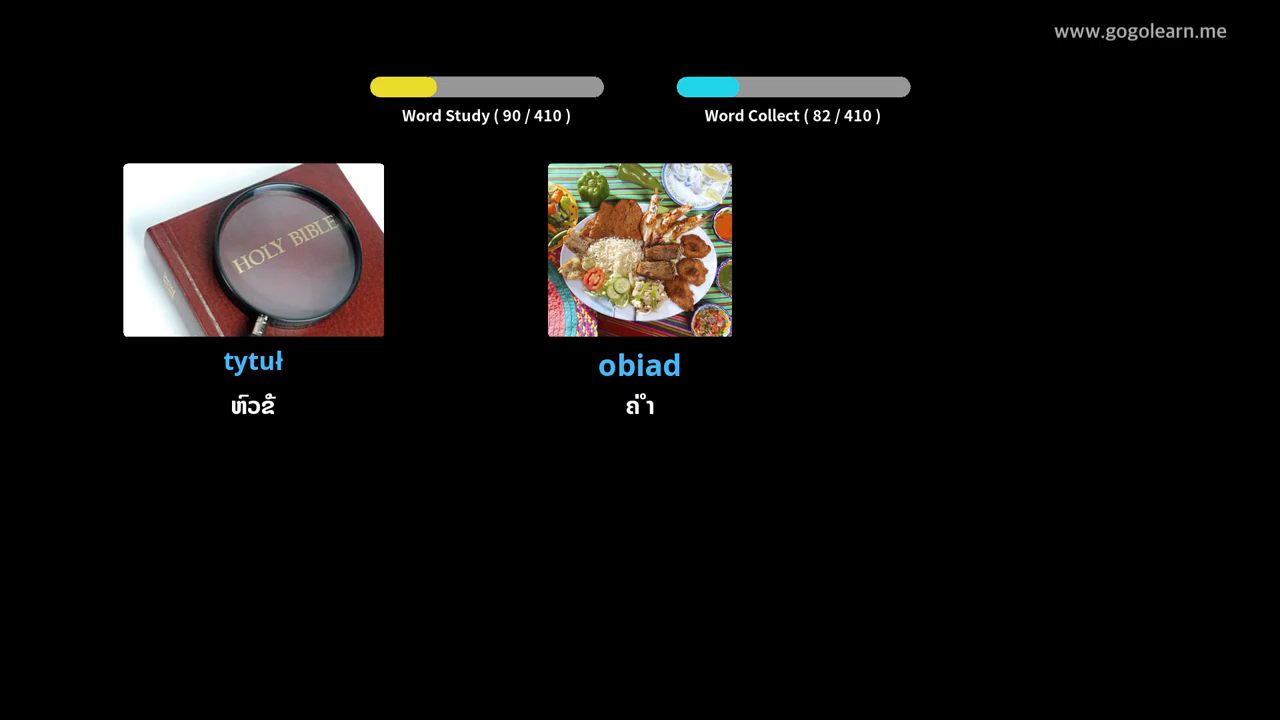 www.gogolearn.me
Word Study ( 90 / 410 )
Word Collect ( 82 / 410 )
HOLY BIBLE
tytuł
obiad
ຫົວຂໍ້
ຄ່ໍາ